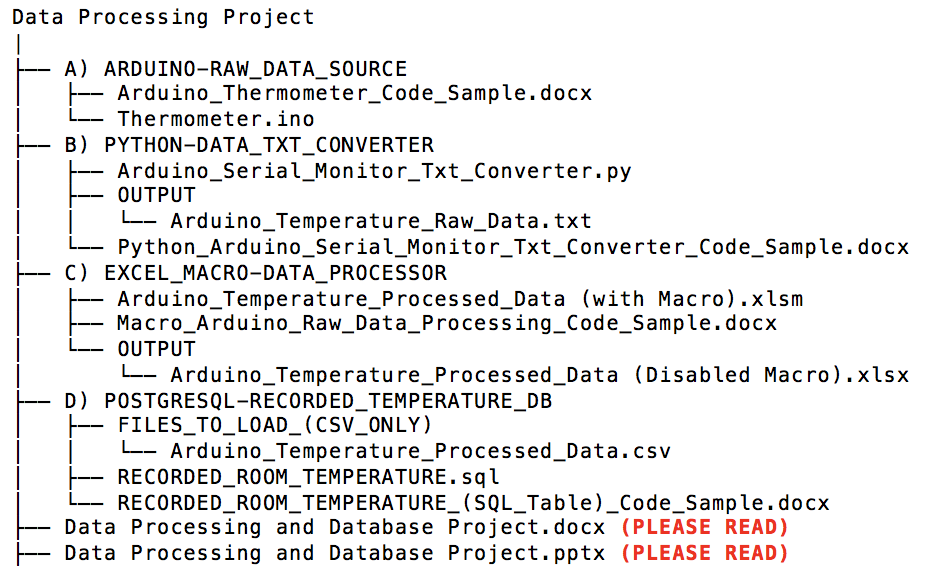 Data Processing Project
│
├── A) ARDUINO-RAW_DATA_SOURCE
│   ├── Arduino_Thermometer_Code_Sample.docx
│   └── Thermometer.ino
├── B) PYTHON-DATA_TXT_CONVERTER
│   ├── Arduino_Serial_Monitor_Txt_Converter.py
│   ├── OUTPUT
│   │   └── Arduino_Temperature_Raw_Data.txt
│   └── Python_Arduino_Serial_Monitor_Txt_Converter_Code_Sample.docx
├── C) EXCEL_MACRO-DATA_PROCESSOR
│   ├── Arduino_Temperature_Processed_Data (with Macro).xlsm
│   ├── Macro_Arduino_Raw_Data_Processing_Code_Sample.docx
│   └── OUTPUT
│       └── Arduino_Temperature_Processed_Data (Disabled Macro).xlsx
├── D) POSTGRESQL-RECORDED_TEMPERATURE_DB
│   ├── FILES_TO_LOAD_(CSV_ONLY)
│   │   └── Arduino_Temperature_Processed_Data.csv
│   ├── RECORDED_ROOM_TEMPERATURE.sql
│   └── RECORDED_ROOM_TEMPERATURE_(SQL_Table)_Code_Sample.docx
├── Data Processing and Database Project.docx (PLEASE READ)
├── Data Processing and Database Project.pptx (PLEASE READ)